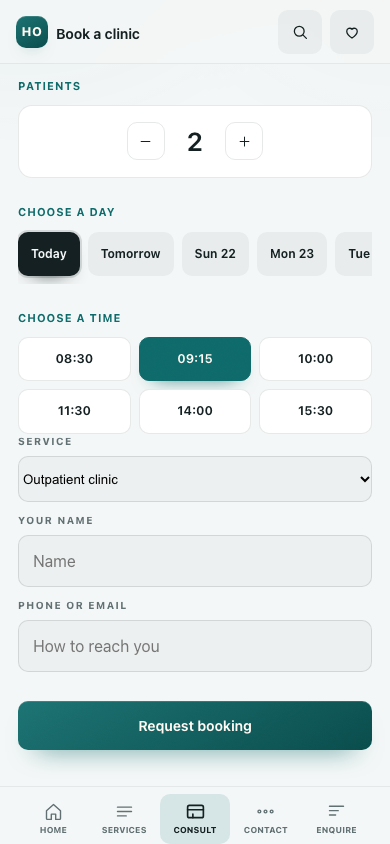 HO Book a clinic
PATIENTS
− 2 +
CHOOSE A DAY
Today Tomorrow Sun 22 Mon 23 Tue
CHOOSE A TIME
08:30 09:15 10:00
11:30 14:00 15:30
SERVICE
Outpatient clinic
YOUR NAME
Name
PHONE OR EMAIL
How to reach you
Request booking
HOME SERVICES CONSULT CONTACT ENQUIRE